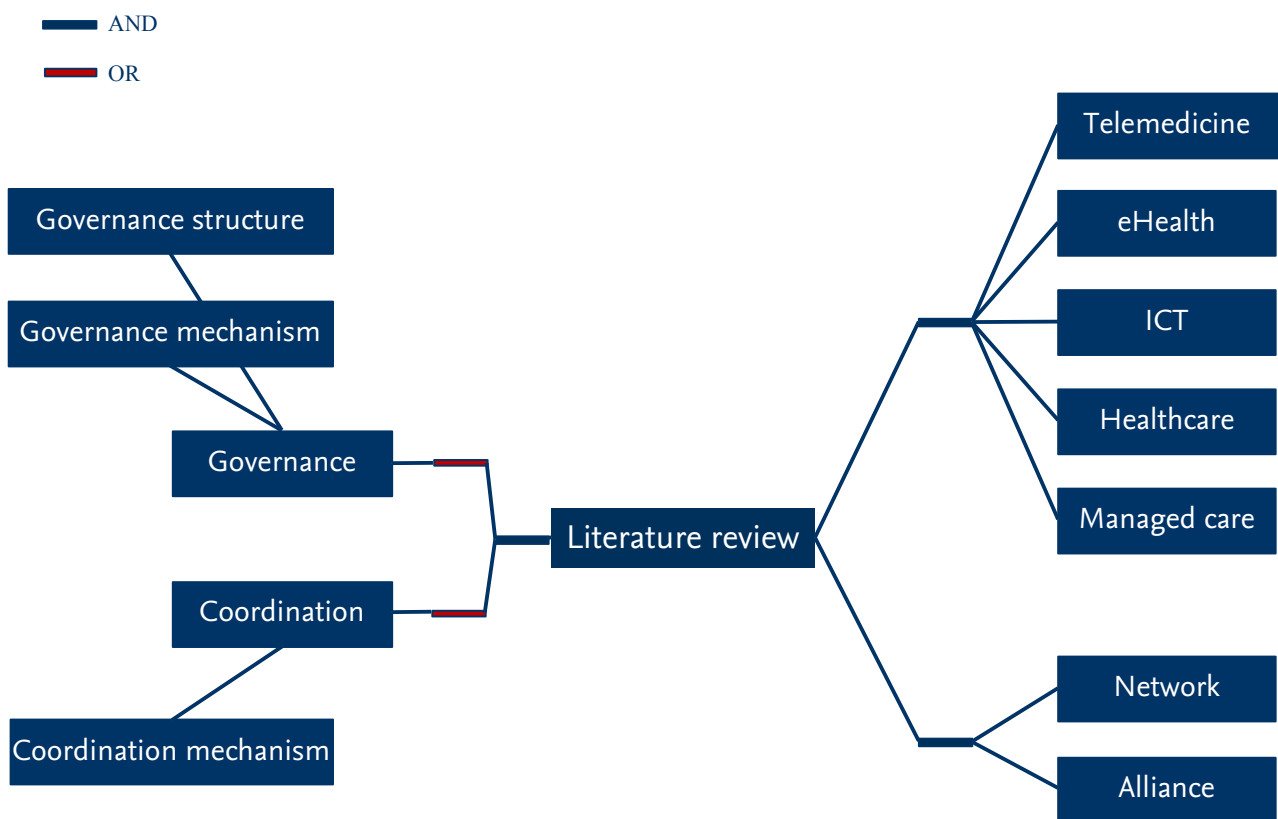 AND
OR
Governance structure
Governance mechanism
Governance
Coordination
Coordination mechanism
Literature review
Telemedicine
eHealth
ICT
Healthcare
Managed care
Network
Alliance